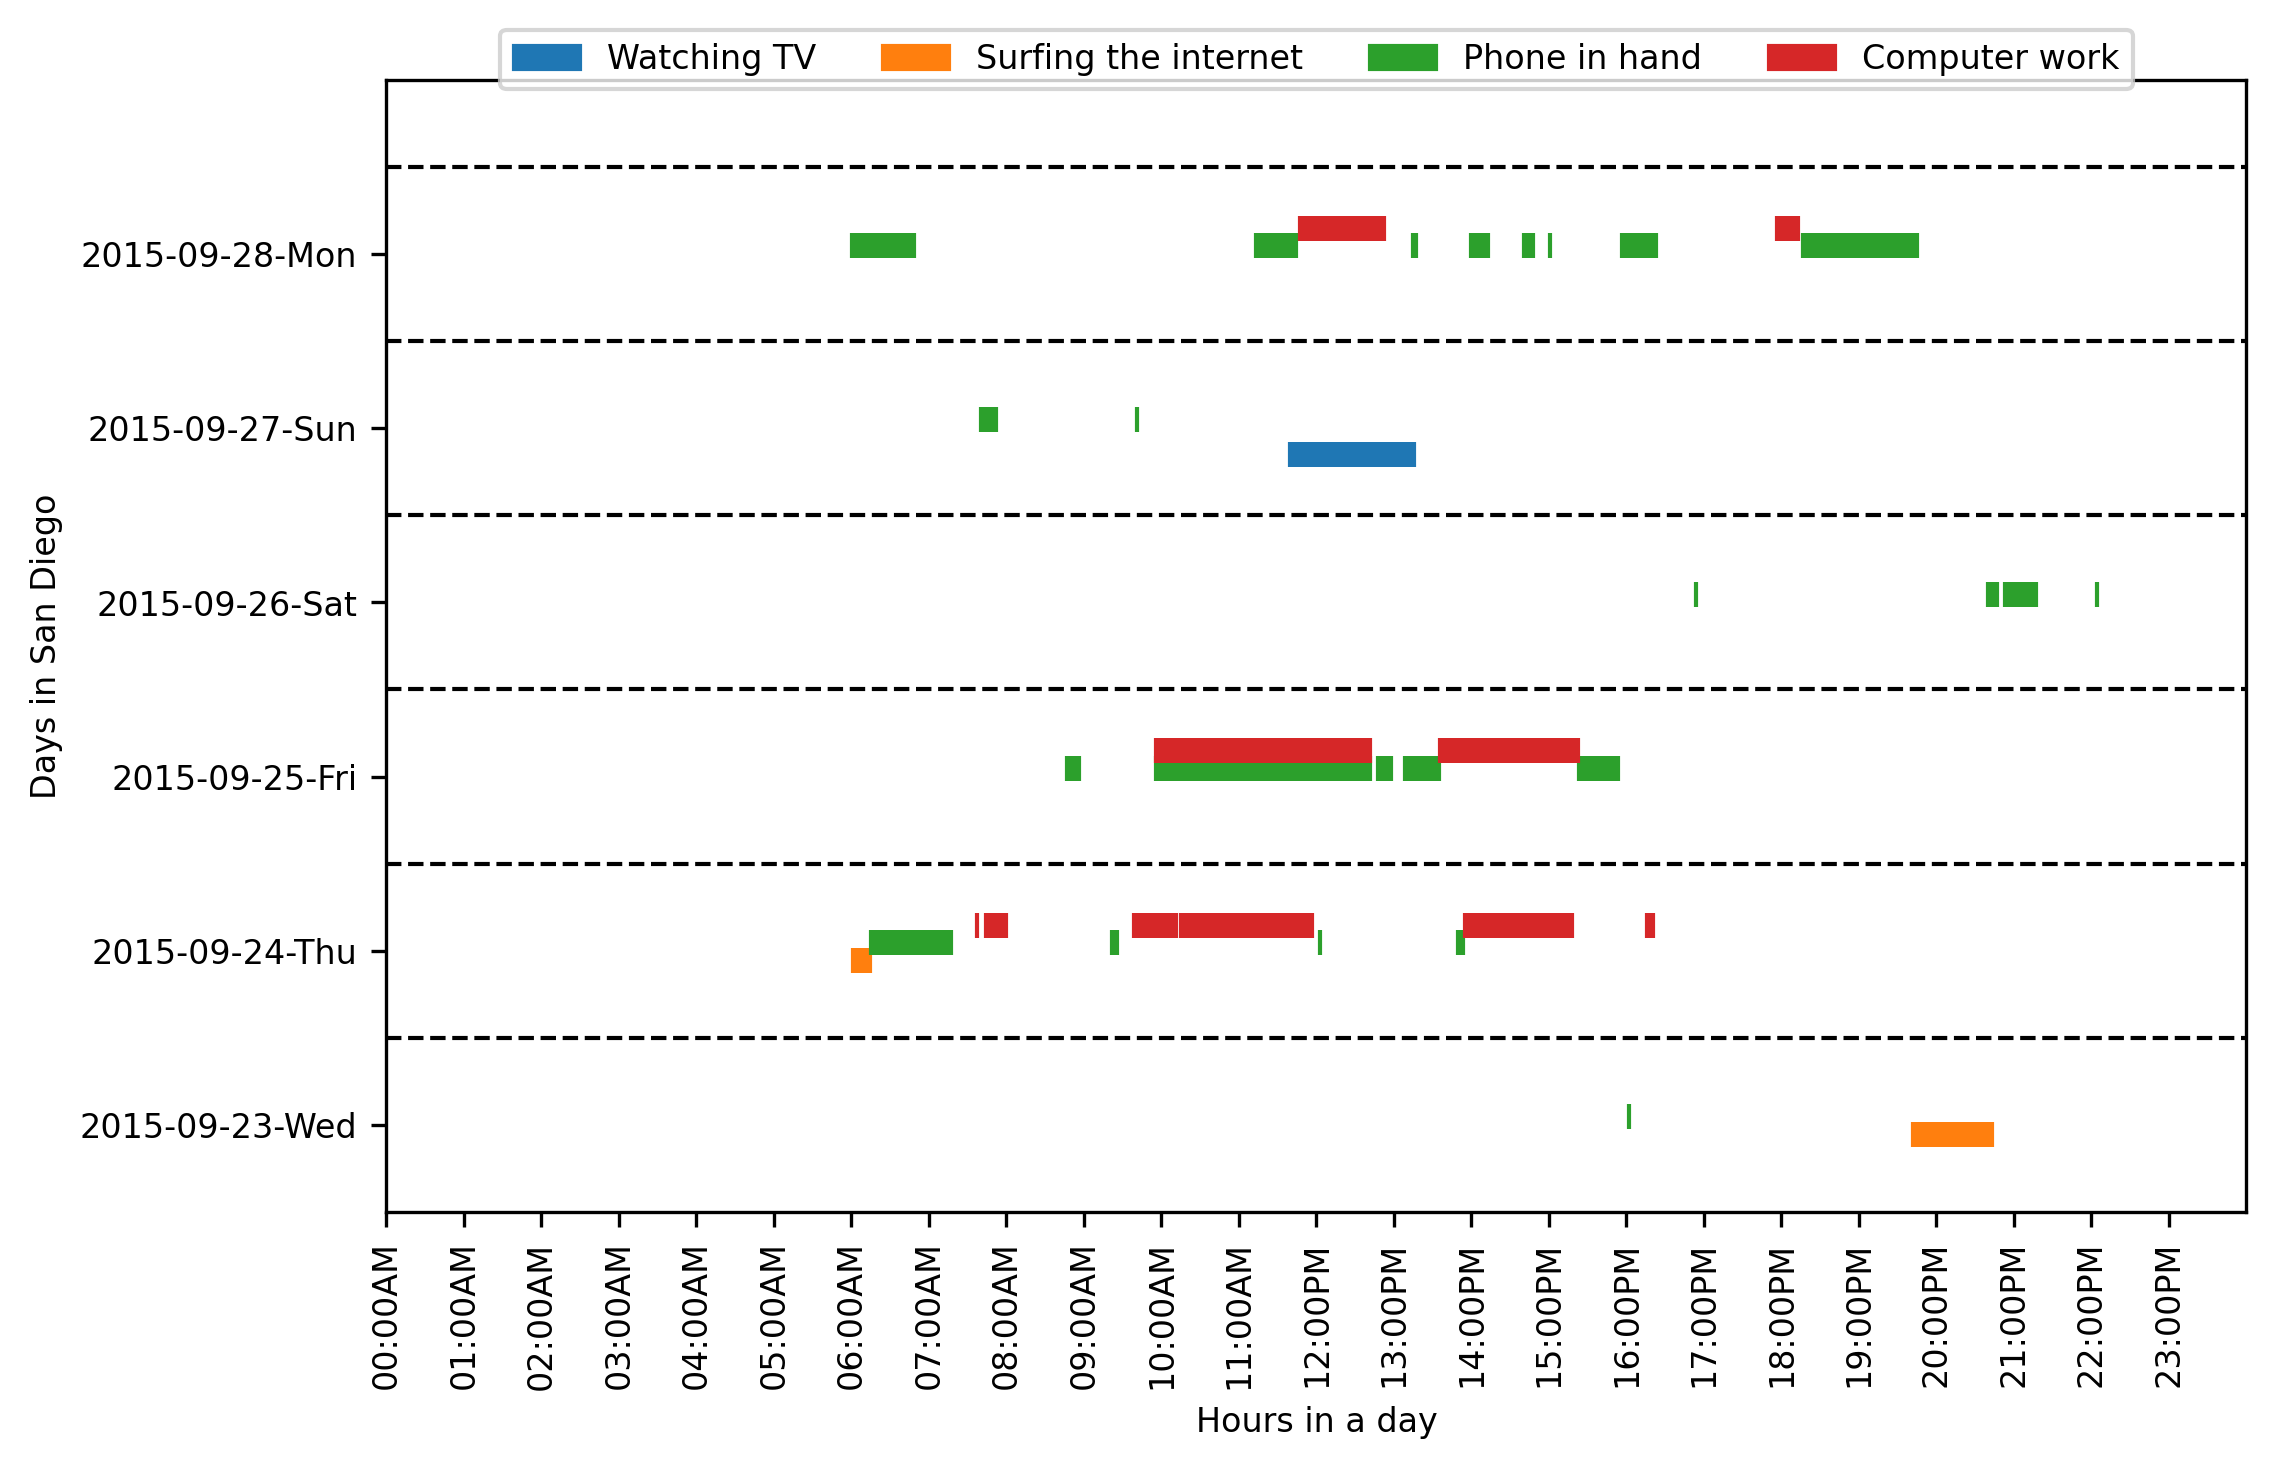 Watching TV Surfing the internet Phone in hand Computer work
2015-09-28-Mon
2015-09-27-Sun
2015-09-26-Sat
2015-09-25-Fri
2015-09-24-Thu
2015-09-23-Wed
Days in San Diego
00:00AM
01:00AM
02:00AM
03:00AM
04:00AM
05:00AM
06:00AM
07:00AM
08:00AM
09:00AM
10:00AM
11:00AM
12:00PM
13:00PM
14:00PM
15:00PM
16:00PM
17:00PM
18:00PM
19:00PM
20:00PM
21:00PM
22:00PM
23:00PM
Hours in a day